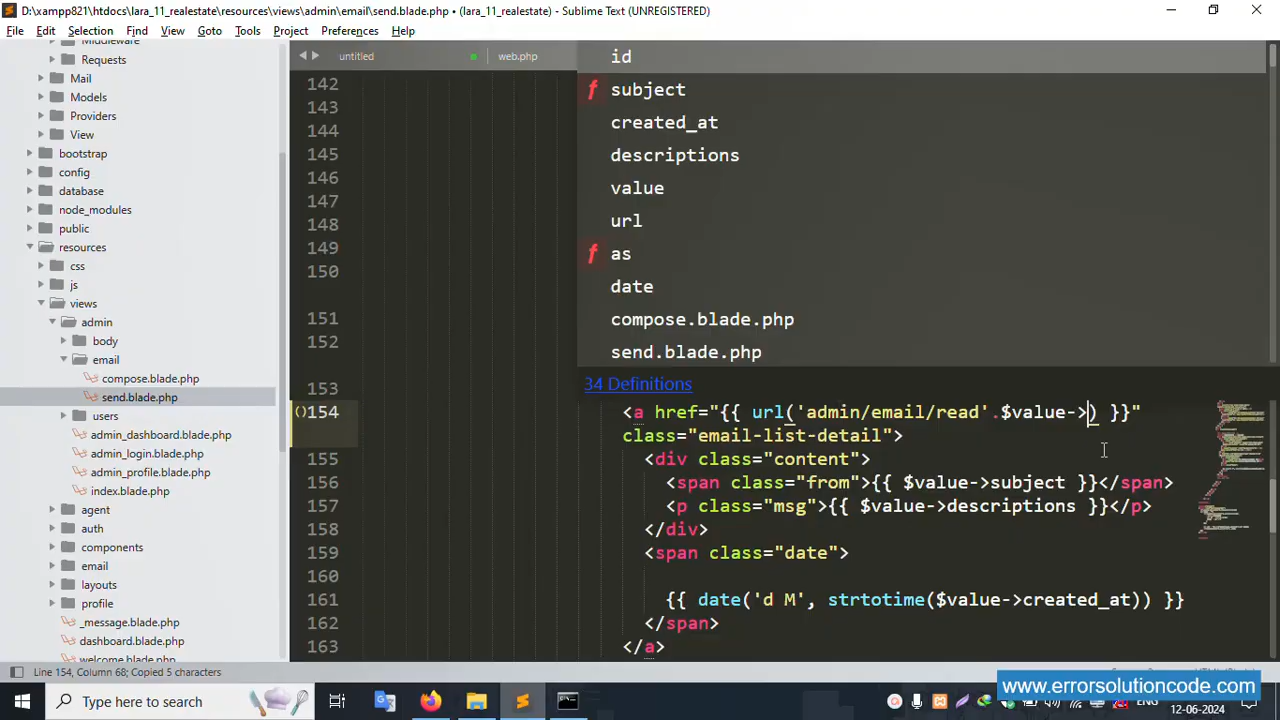 D:\xampp821\htdocs\lara_11_realestate\resources\views\admin\email\send.blade.php • (lara_11_realestate) - Sublime Text (UNREGISTERED)
File Edit Selection Find View Goto Tools Project Preferences Help
Middleware
Requests
Mail
Models
Providers
View
bootstrap
config
database
node_modules
public
resources
css
js
views
admin
body
email
compose.blade.php
send.blade.php
users
admin_dashboard.blade.php
admin_login.blade.php
admin_profile.blade.php
index.blade.php
agent
auth
components
email
layouts
profile
_message.blade.php
dashboard.blade.php
welcome.blade.php
untitled web.php
id
f subject
created_at
descriptions
value
url
f as
date
compose.blade.php
send.blade.php
34 Definitions
142
143
144
145
146
147
148
149
150
151
152
153
() 154 <a href="{{ url('admin/email/read'.$value->) }}"
class="email-list-detail">
155 <div class="content">
156 <span class="from">{{ $value->subject }}</span>
157 <p class="msg">{{ $value->descriptions }}</p>
158 </div>
159 <span class="date">
160
161 {{ date('d M', strtotime($value->created_at)) }}
162 </span>
163 </a>
Line 154, Column 68; Copied 5 characters
www.errorsolutioncode.com
Type here to search
ENG
12-06-2024